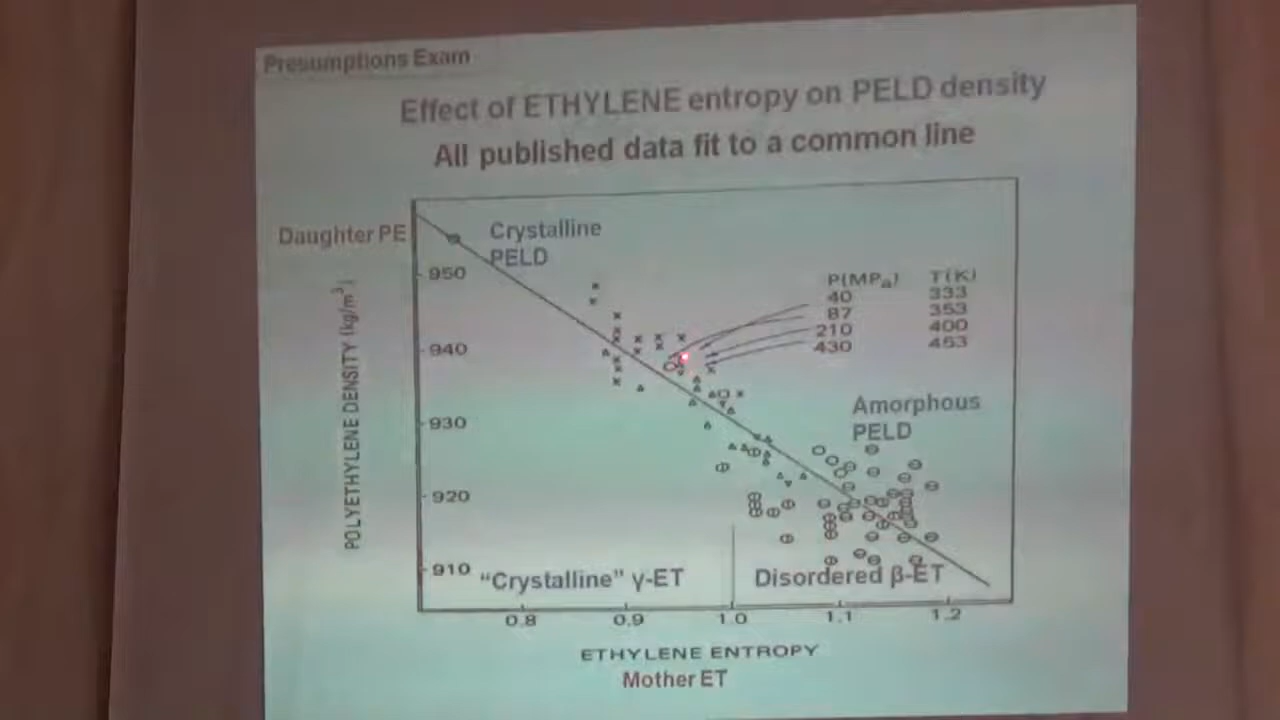 Presumptions Exam
Effect of ETHYLENE entropy on PELD density
All published data fit to a common line
Daughter PE
Crystalline
PELD
950
P(MPa) T(K)
40 333
87 353
210 400
430 453
940
Amorphous
PELD
930
920
910
"Crystalline" γ-ET
Disordered β-ET
POLYETHYLENE DENSITY (kg/m³)
0.8 0.9 1.0 1.1 1.2
ETHYLENE ENTROPY
Mother ET